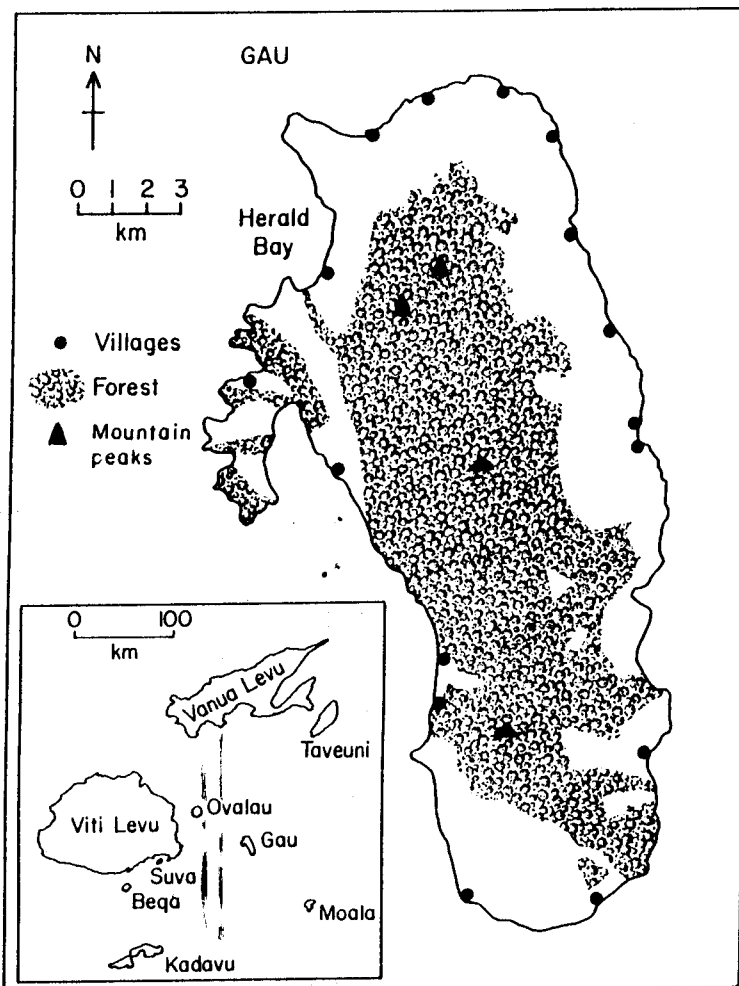 N
GAU
0 1 2 3
km
Herald
Bay
Villages
Forest
Mountain
peaks
0 100
km
Vanua Levu
Taveuni
Ovalau
Viti Levu
Gau
Suva
Beqa
Moala
Kadavu